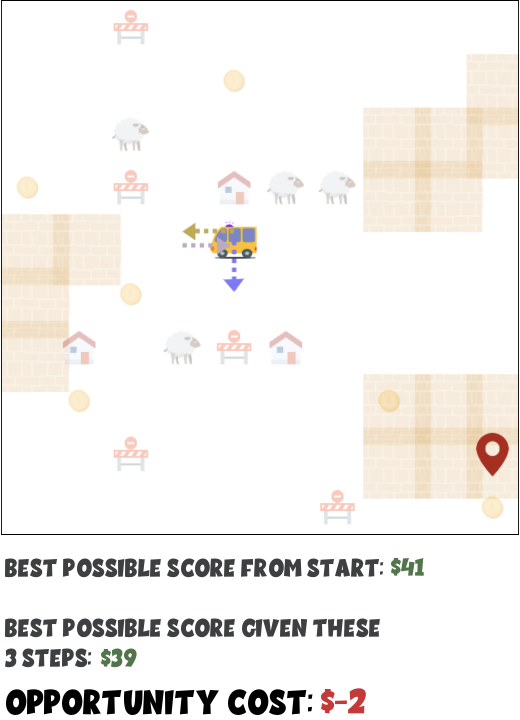 BEST POSSIBLE SCORE FROM START: $41
BEST POSSIBLE SCORE GIVEN THESE
3 STEPS: $39
OPPORTUNITY COST: $-2